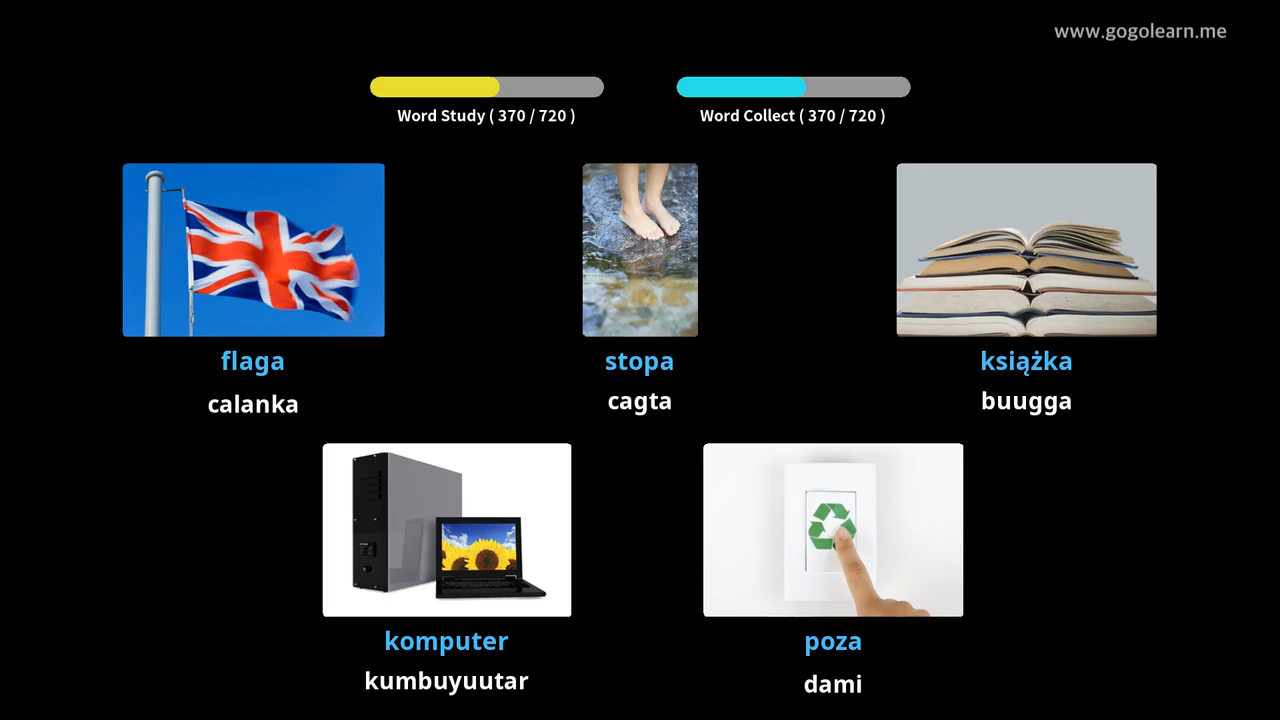 www.gogolearn.me
Word Study ( 370 / 720 )
Word Collect ( 370 / 720 )
flaga
stopa
książka
calanka
cagta
buugga
komputer
poza
kumbuyuutar
dami